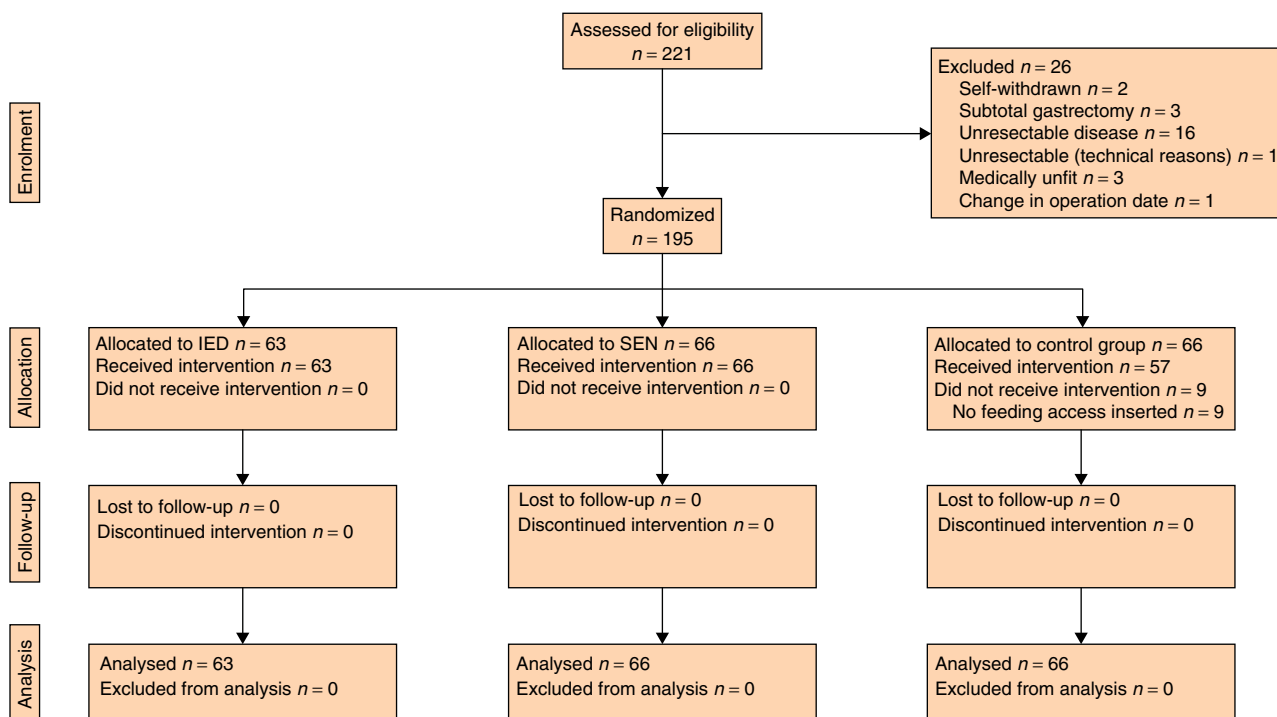 Assessed for eligibility
n = 221
Excluded n = 26
Self-withdrawn n = 2
Subtotal gastrectomy n = 3
Unresectable disease n = 16
Unresectable (technical reasons) n = 1
Medically unfit n = 3
Change in operation date n = 1
Enrolment
Randomized
n = 195
Allocation
Allocated to IED n = 63
Received intervention n = 63
Did not receive intervention n = 0
Allocated to SEN n = 66
Received intervention n = 66
Did not receive intervention n = 0
Allocated to control group n = 66
Received intervention n = 57
Did not receive intervention n = 9
No feeding access inserted n = 9
Follow-up
Lost to follow-up n = 0
Discontinued intervention n = 0
Lost to follow-up n = 0
Discontinued intervention n = 0
Lost to follow-up n = 0
Discontinued intervention n = 0
Analysis
Analysed n = 63
Excluded from analysis n = 0
Analysed n = 66
Excluded from analysis n = 0
Analysed n = 66
Excluded from analysis n = 0